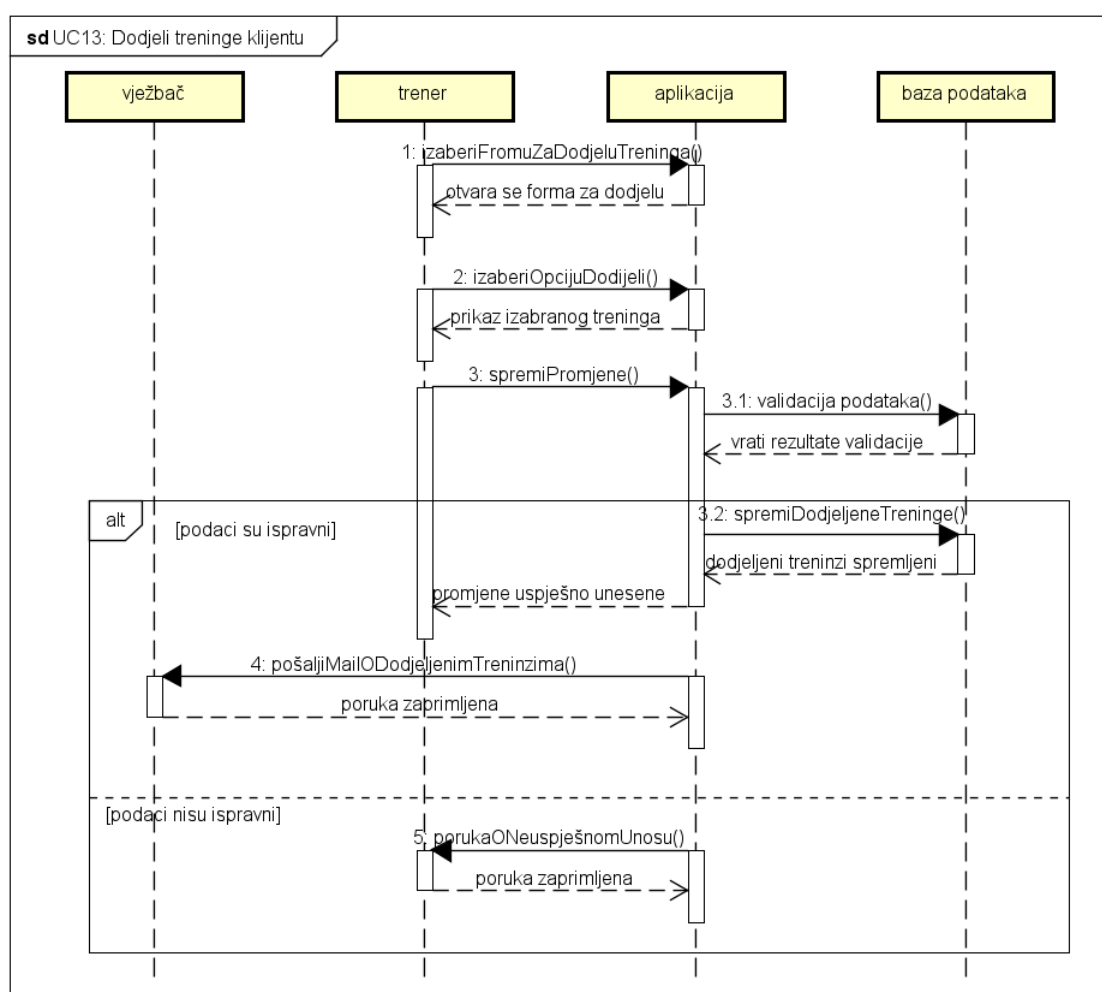 sd UC13: Dodjeli treninge klijentu
vježbač
trener
aplikacija
baza podataka
1: izaberiFromuZaDodjeluTreninga()
otvara se forma za dodjelu
2: izaberiOpcijuDodijeli()
prikaz izabranog treninga
3: spremiPromjene()
3.1: validacija podataka()
vrati rezultate validacije
alt
[podaci su ispravni]
3.2: spremiDodjeljeneTreninge()
dodjeljeni treninzi spremljeni
promjene uspješno unesene
4: pošaljiMailODodjeljenimTreninzima()
poruka zaprimljena
[podaci nisu ispravni]
5: porukaONeuspješnomUnosu()
poruka zaprimljena